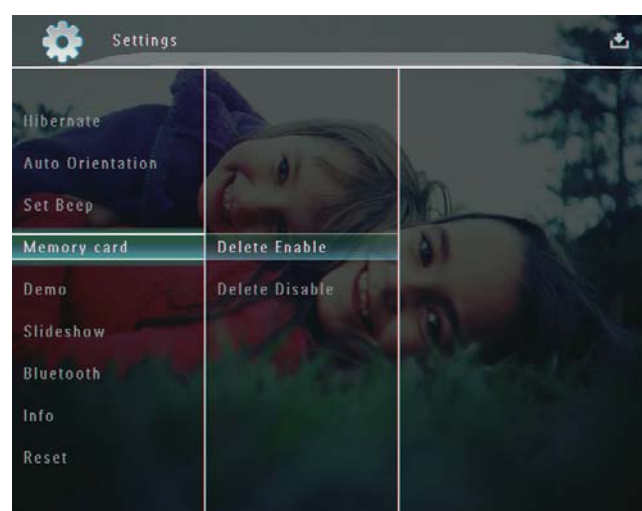 Settings
Hibernate
Auto Orientation
Set Beep
Memory card
Delete Enable
Demo
Delete Disable
Slideshow
Bluetooth
Info
Reset